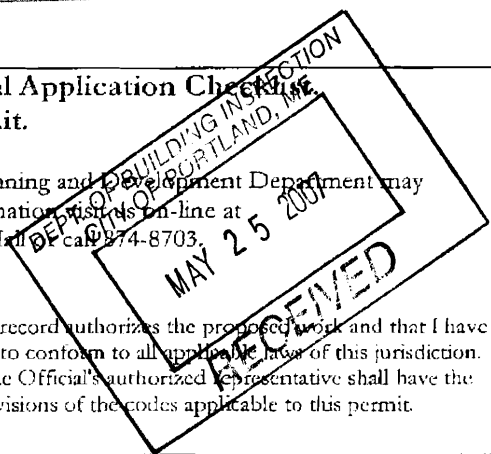 al Application Checklist.
it.
nning and Development Department may
mation visit us on-line at
Hall or call 874-8703.
DEPT. OF BUILDING INSPECTION
CITY OF PORTLAND, ME
MAY 25 2007
RECEIVED
record authorizes the proposed work and that I have
to conform to all applicable laws of this jurisdiction.
e Official's authorized representative shall have the
visions of the codes applicable to this permit.